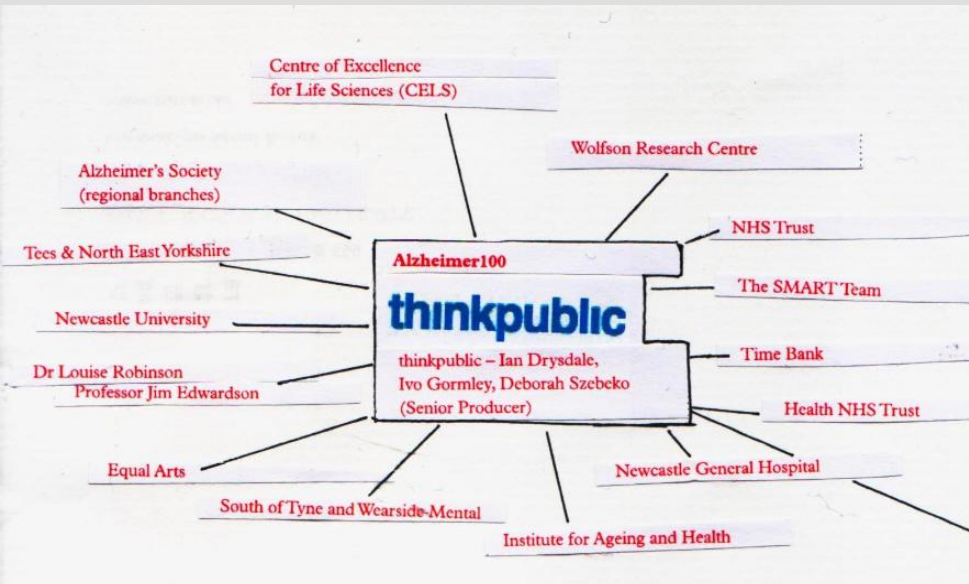 Centre of Excellence
for Life Sciences (CELS)
Wolfson Research Centre
Alzheimer's Society
(regional branches)
NHS Trust
Tees & North East Yorkshire
Alzheimer100
The SMART Team
thinkpublic
Newcastle University
Time Bank
thinkpublic – Ian Drysdale,
Ivo Gormley, Deborah Szebeko
(Senior Producer)
Dr Louise Robinson
Professor Jim Edwardson
Health NHS Trust
Equal Arts
Newcastle General Hospital
South of Tyne and Wearside-Mental
Institute for Ageing and Health